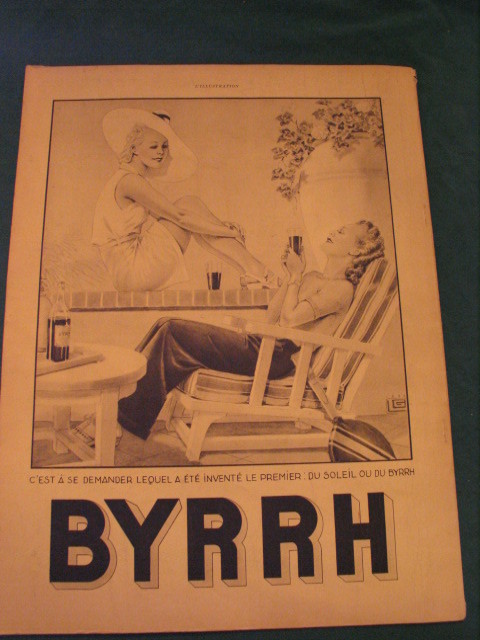 L'ILLUSTRATION
C'EST À SE DEMANDER LEQUEL A ÉTÉ INVENTÉ LE PREMIER : DU SOLEIL OU DU BYRRH
BYRRH